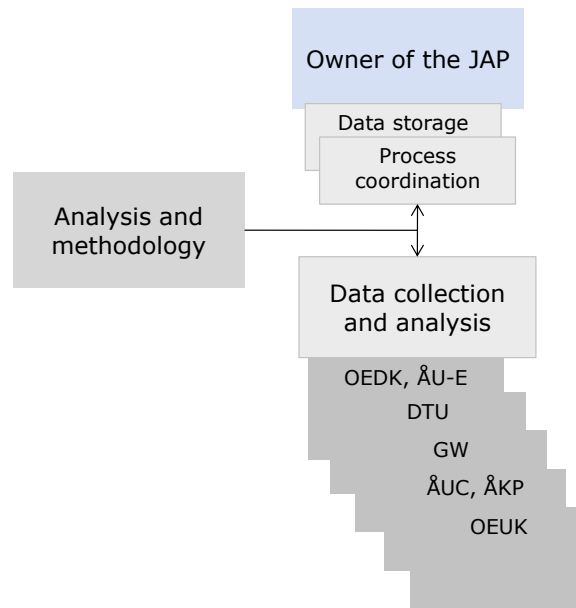 Owner of the JAP
Data storage
Process
coordination
Analysis and
methodology
Data collection
and analysis
OEDK, ÅU-E
DTU
GW
ÅUC, ÅKP
OEUK